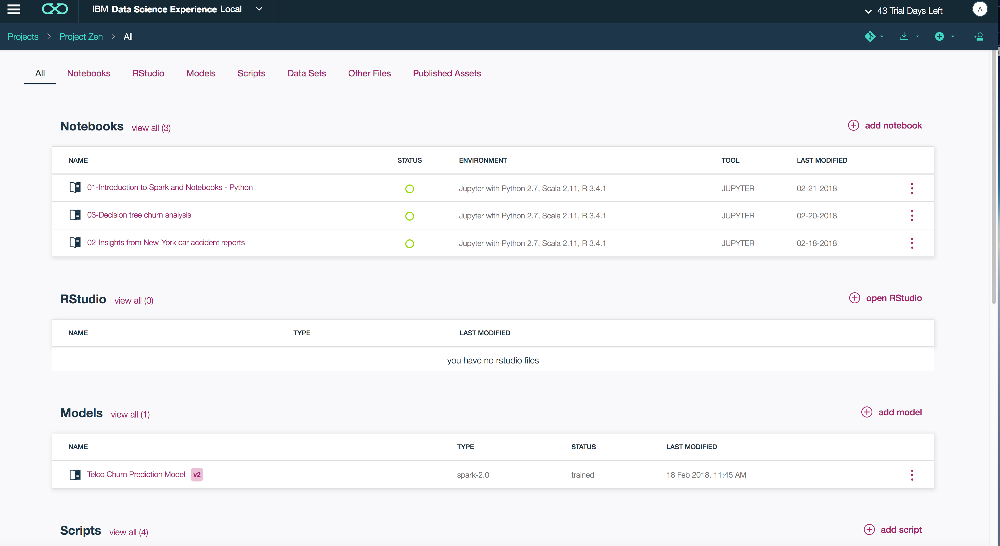 IBM Data Science Experience Local
43 Trial Days Left
A
Projects > Project Zen > All
All Notebooks RStudio Models Scripts Data Sets Other Files Published Assets
Notebooks view all (3) add notebook
NAME STATUS ENVIRONMENT TOOL LAST MODIFIED
01-Introduction to Spark and Notebooks - Python Jupyter with Python 2.7, Scala 2.11, R 3.4.1 JUPYTER 02-21-2018
03-Decision tree churn analysis Jupyter with Python 2.7, Scala 2.11, R 3.4.1 JUPYTER 02-20-2018
02-Insights from New-York car accident reports Jupyter with Python 2.7, Scala 2.11, R 3.4.1 JUPYTER 02-18-2018
RStudio view all (0) open RStudio
NAME TYPE LAST MODIFIED
you have no rstudio files
Models view all (1) add model
NAME TYPE STATUS LAST MODIFIED
Telco Churn Prediction Model v2 spark-2.0 trained 18 Feb 2018, 11:45 AM
Scripts view all (4) add script